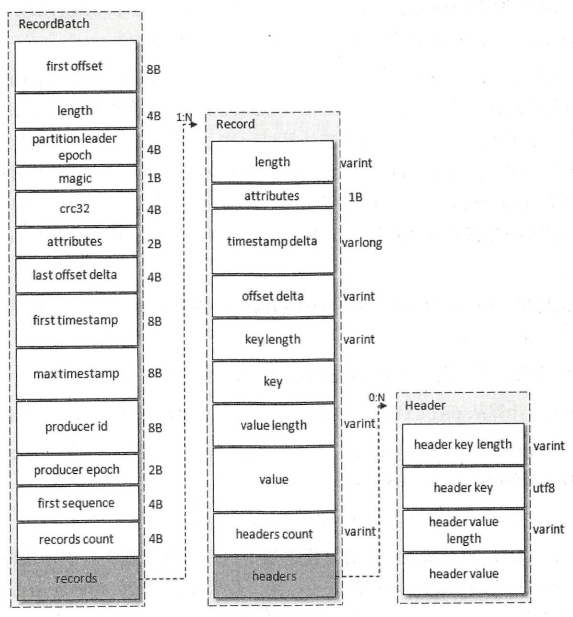 RecordBatch
first offset
8B
length
4B
partition leader
epoch
4B
magic
1B
crc32
4B
attributes
2B
last offset delta
4B
first timestamp
8B
max timestamp
8B
producer id
8B
producer epoch
2B
first sequence
4B
records count
4B
records
1:N
Record
length
varint
attributes
1B
timestamp delta
varlong
offset delta
varint
key length
varint
key
value length
varint
value
headers count
varint
headers
0:N
Header
header key length
varint
header key
utf8
header value
length
varint
header value